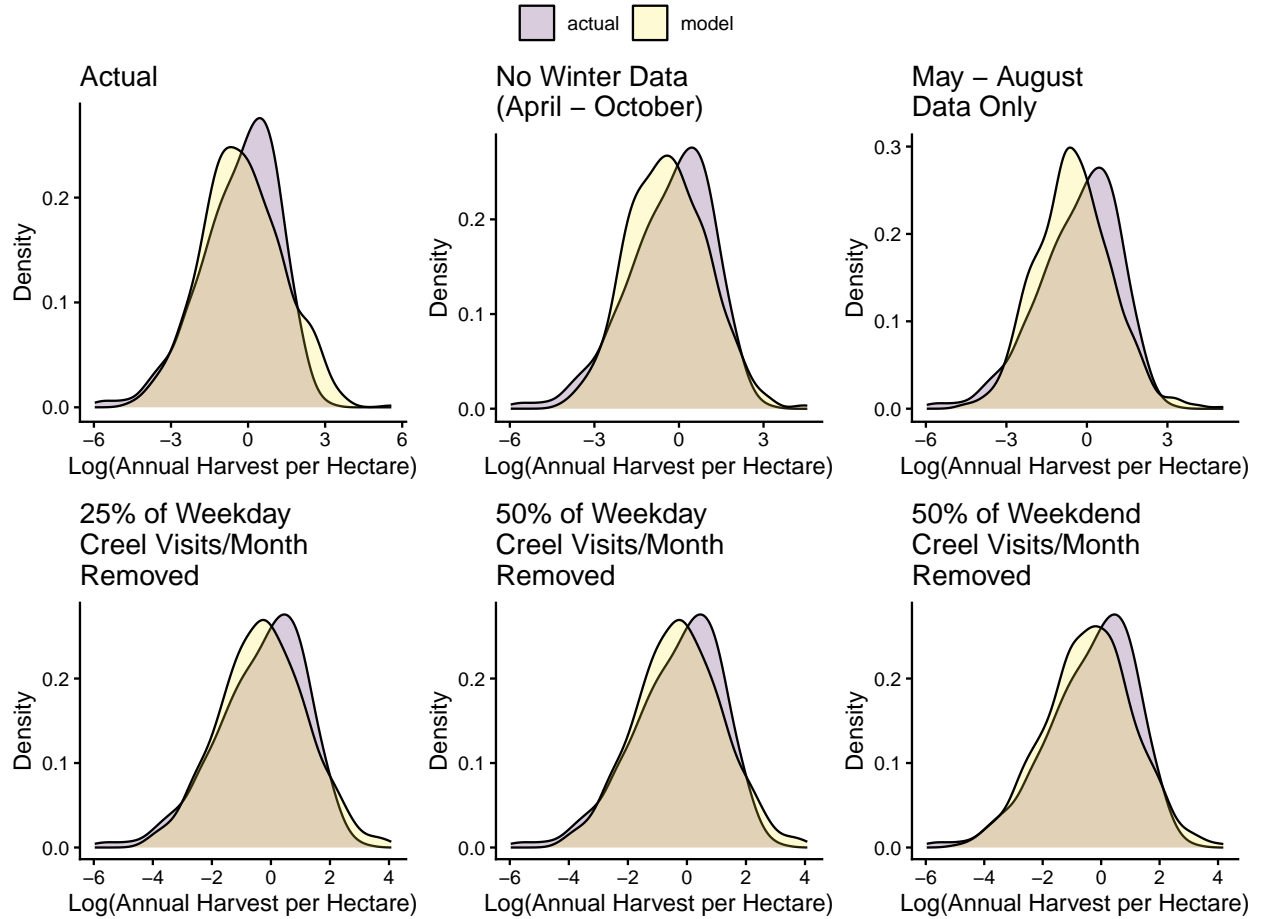 actual model
Actual
No Winter Data
(April – October)
May – August
Data Only
Density
0.2
0.1
0.0
−6 −3 0 3 6
Log(Annual Harvest per Hectare)
Density
0.2
0.1
0.0
−6 −3 0 3
Log(Annual Harvest per Hectare)
Density
0.3
0.2
0.1
0.0
−6 −3 0 3
Log(Annual Harvest per Hectare)
25% of Weekday
Creel Visits/Month
Removed
50% of Weekday
Creel Visits/Month
Removed
50% of Weekdend
Creel Visits/Month
Removed
Density
0.2
0.1
0.0
−6 −4 −2 0 2 4
Log(Annual Harvest per Hectare)
Density
0.2
0.1
0.0
−6 −4 −2 0 2 4
Log(Annual Harvest per Hectare)
Density
0.2
0.1
0.0
−6 −4 −2 0 2 4
Log(Annual Harvest per Hectare)